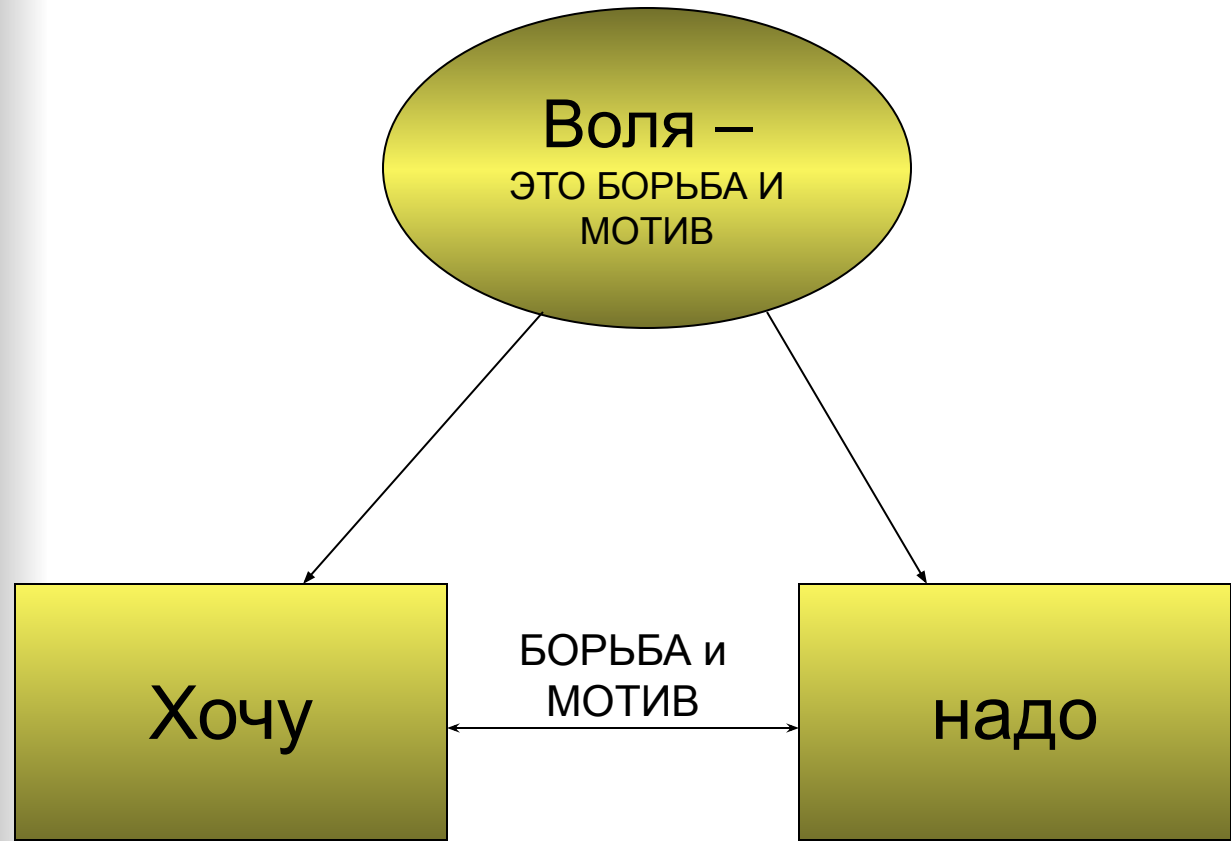 Воля –
ЭТО БОРЬБА И
МОТИВ
БОРЬБА и
МОТИВ
Хочу
надо